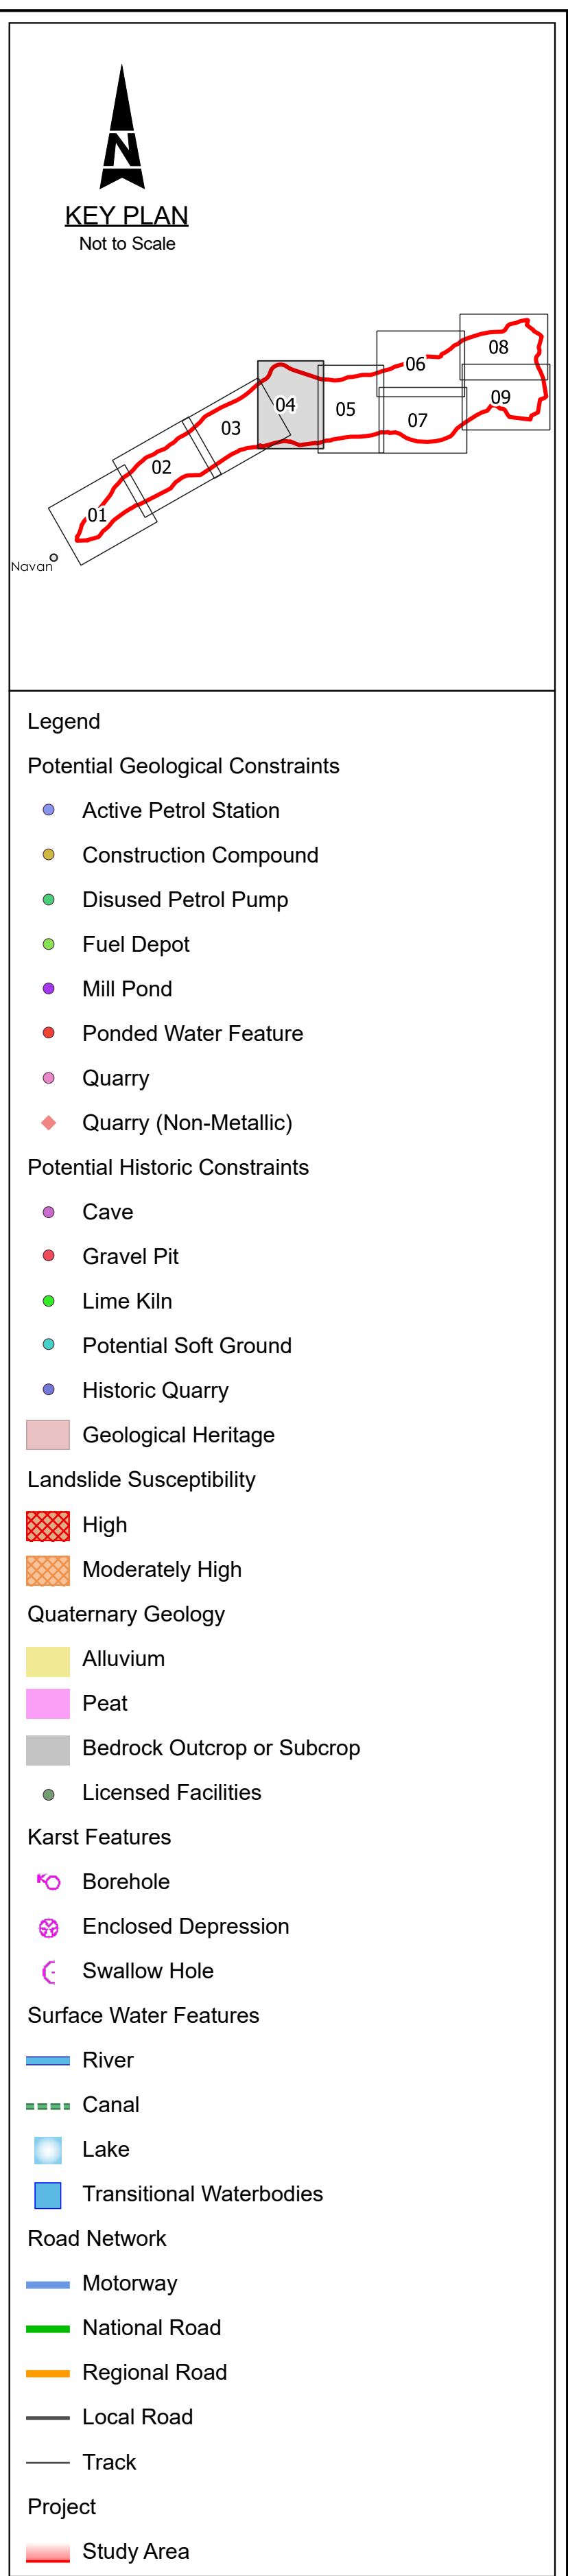 N
KEY PLAN
Not to Scale
08
06
09
04
05
07
03
02
01
Navan
Legend
Potential Geological Constraints
Active Petrol Station
Construction Compound
Disused Petrol Pump
Fuel Depot
Mill Pond
Ponded Water Feature
Quarry
Quarry (Non-Metallic)
Potential Historic Constraints
Cave
Gravel Pit
Lime Kiln
Potential Soft Ground
Historic Quarry
Geological Heritage
Landslide Susceptibility
High
Moderately High
Quaternary Geology
Alluvium
Peat
Bedrock Outcrop or Subcrop
Licensed Facilities
Karst Features
K
Borehole
Enclosed Depression
Swallow Hole
Surface Water Features
River
Canal
Lake
Transitional Waterbodies
Road Network
Motorway
National Road
Regional Road
Local Road
Track
Project
Study Area